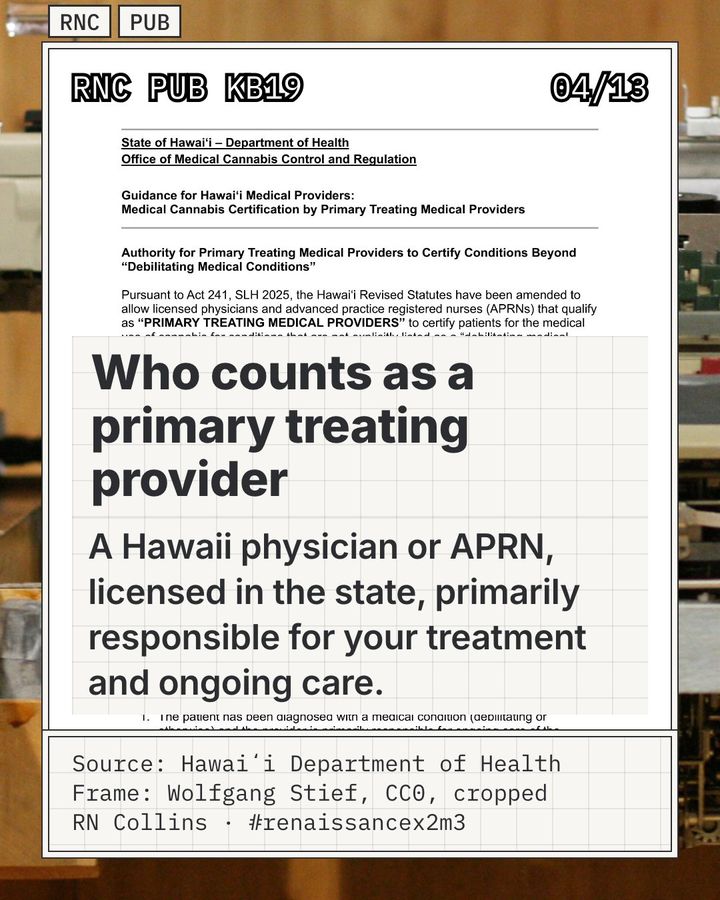 RNC PUB
RNC PUB KB19 04/13
State of Hawaiʻi – Department of Health
Office of Medical Cannabis Control and Regulation
Guidance for Hawaiʻi Medical Providers:
Medical Cannabis Certification by Primary Treating Medical Providers
Authority for Primary Treating Medical Providers to Certify Conditions Beyond
“Debilitating Medical Conditions”
Pursuant to Act 241, SLH 2025, the Hawaiʻi Revised Statutes have been amended to
allow licensed physicians and advanced practice registered nurses (APRNs) that qualify
as “PRIMARY TREATING MEDICAL PROVIDERS” to certify patients for the medical
Who counts as a
primary treating
provider
A Hawaii physician or APRN,
licensed in the state, primarily
responsible for your treatment
and ongoing care.
1. The patient has been diagnosed with a medical condition (debilitating or
Source: Hawaiʻi Department of Health
Frame: Wolfgang Stief, CC0, cropped
RN Collins · #renaissancex2m3